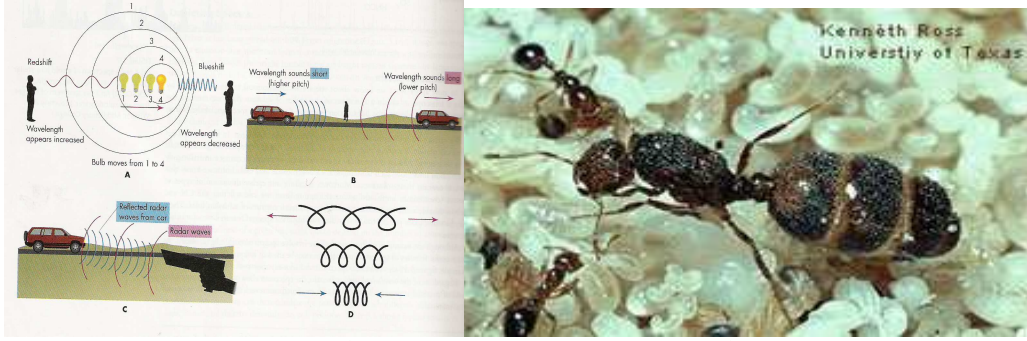 1
2
3
4
Redshift
Blueshift
1 2 3 4
Wavelength
appears increased
Wavelength
appears decreased
Bulb moves from 1 to 4
A
Wavelength sounds short
(higher pitch)
Wavelength sounds long
(lower pitch)
B
Reflected radar
waves from car
Radar waves
C
D
Kenneth Ross
Universtiy of Texas